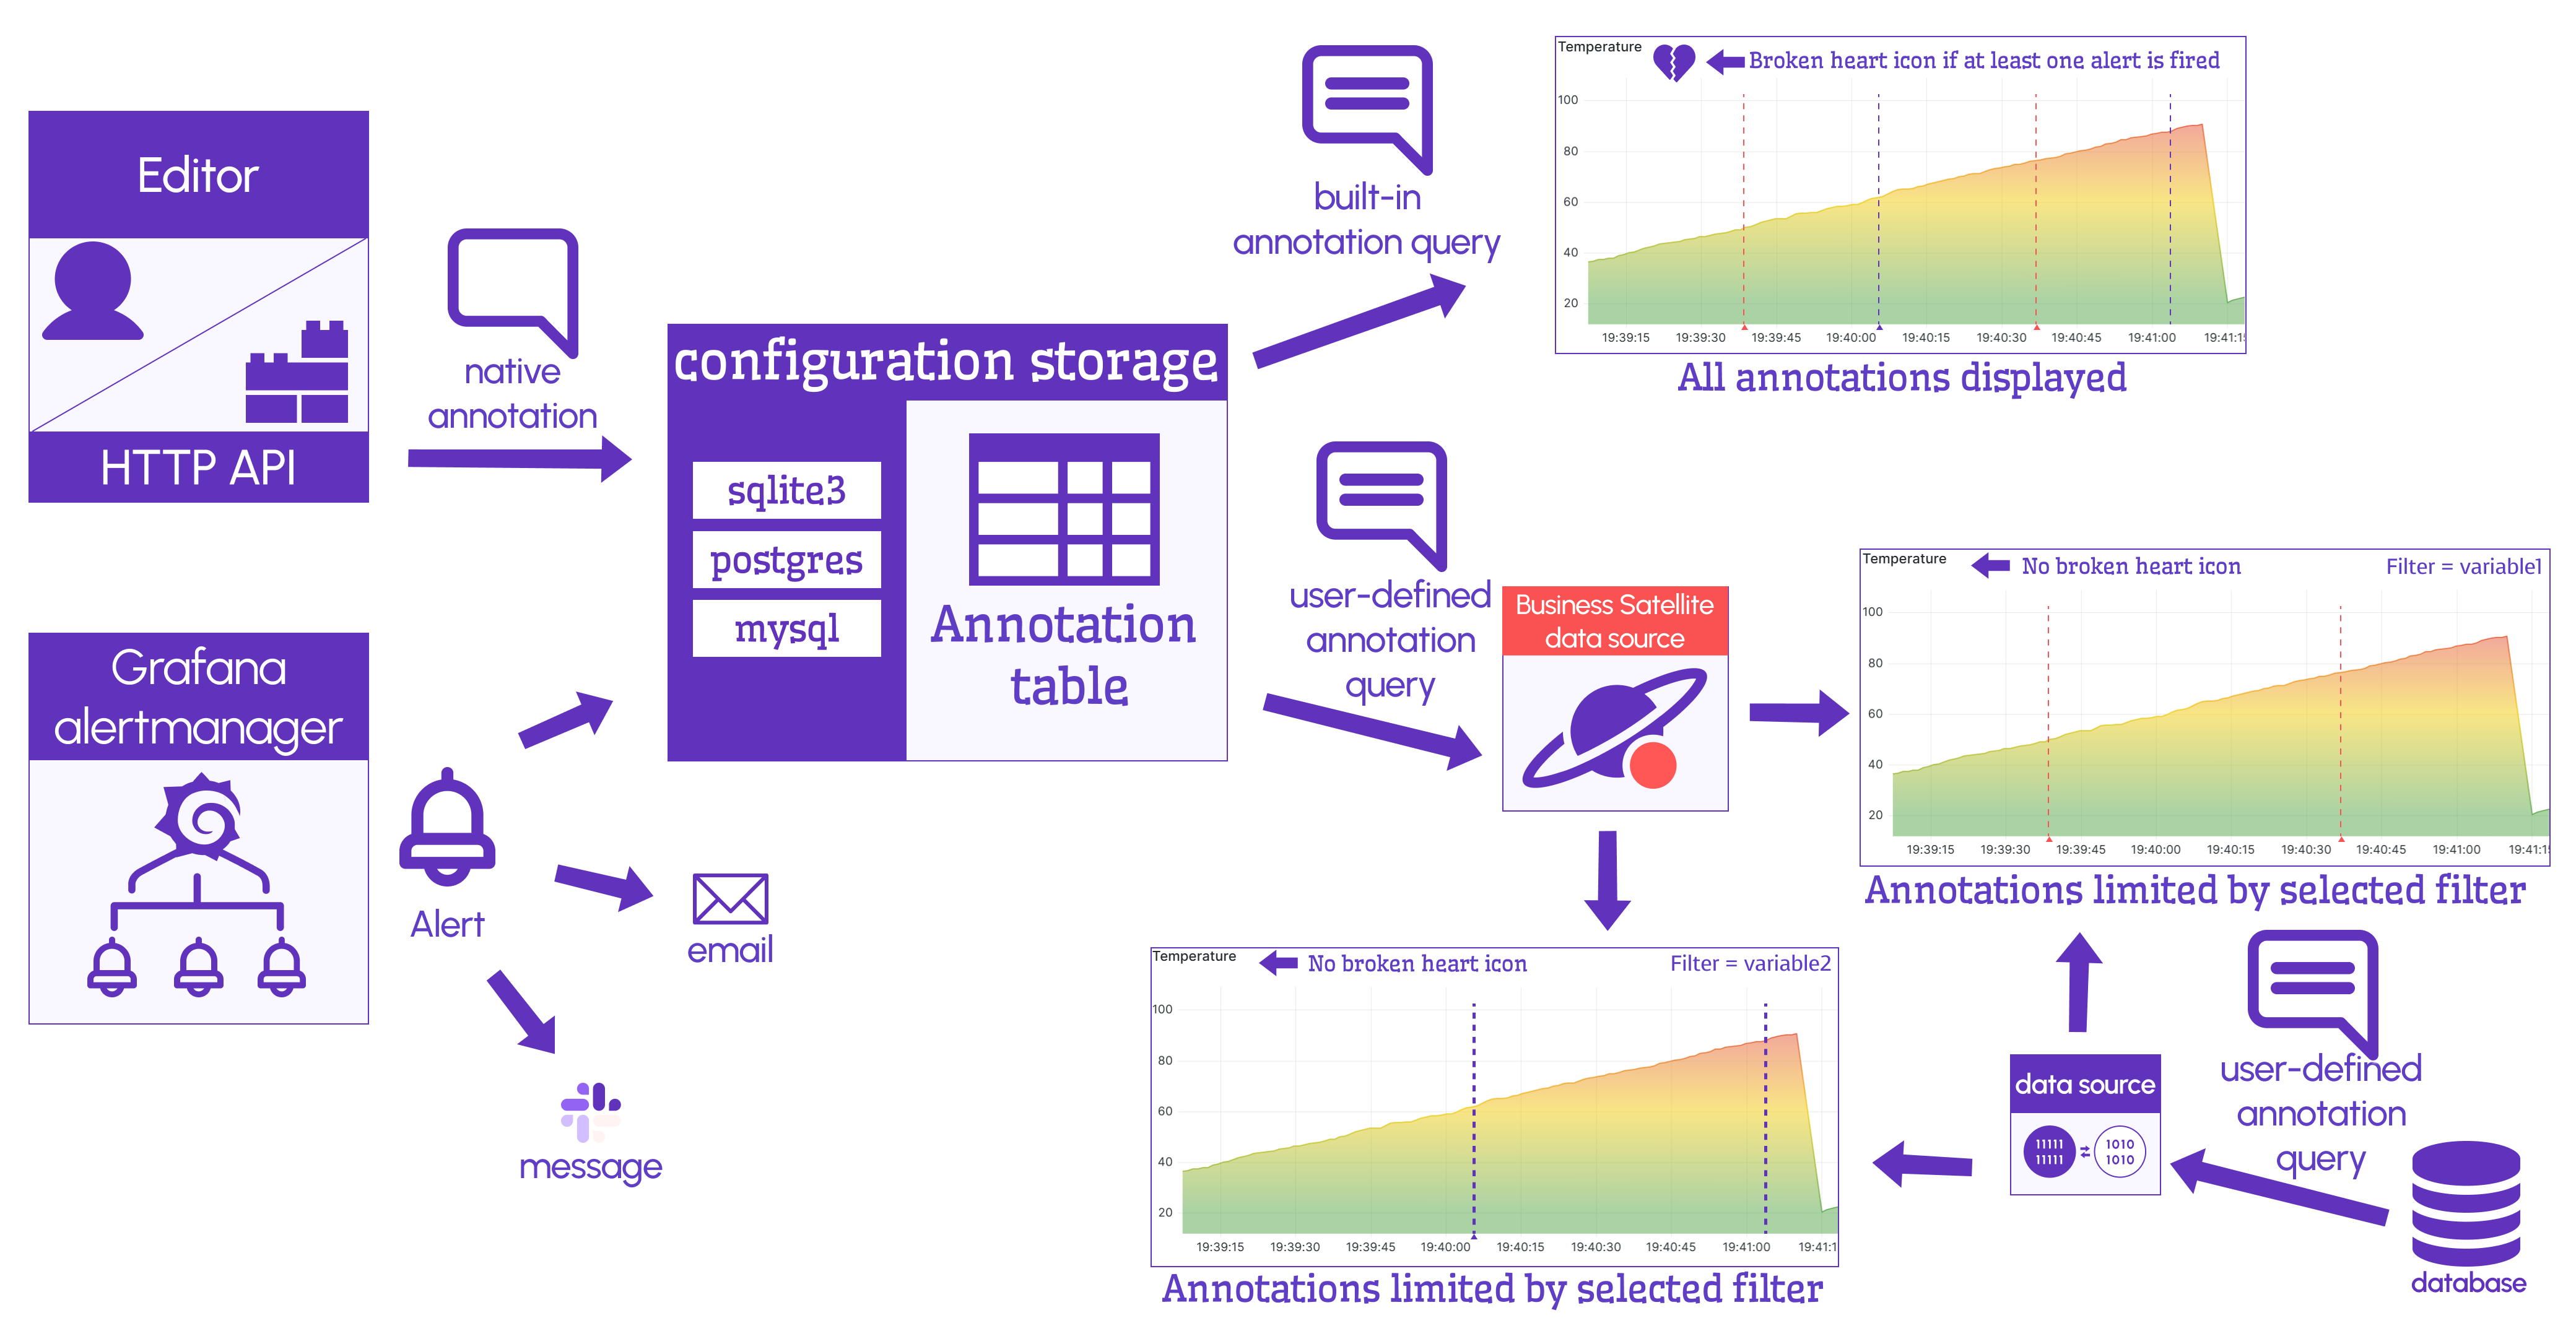 Editor
HTTP API
native
annotation
Grafana
alertmanager
Alert
email
message
configuration storage
sqlite3
postgres
mysql
Annotation
table
built-in
annotation query
Temperature
Broken heart icon if at least one alert is fired
100
80
60
40
20
19:39:15 19:39:30 19:39:45 19:40:00 19:40:15 19:40:30 19:40:45 19:41:00 19:41:1
All annotations displayed
user-defined
annotation
query
Business Satellite
data source
Temperature
No broken heart icon
Filter = variable1
100
80
60
40
20
19:39:15 19:39:30 19:39:45 19:40:00 19:40:15 19:40:30 19:40:45 19:41:00 19:41:1
Annotations limited by selected filter
Temperature
No broken heart icon
Filter = variable2
100
80
60
40
20
19:39:15 19:39:30 19:39:45 19:40:00 19:40:15 19:40:30 19:40:45 19:41:00 19:41:1
Annotations limited by selected filter
data source
11111 1010
11111 1010
user-defined
annotation
query
database